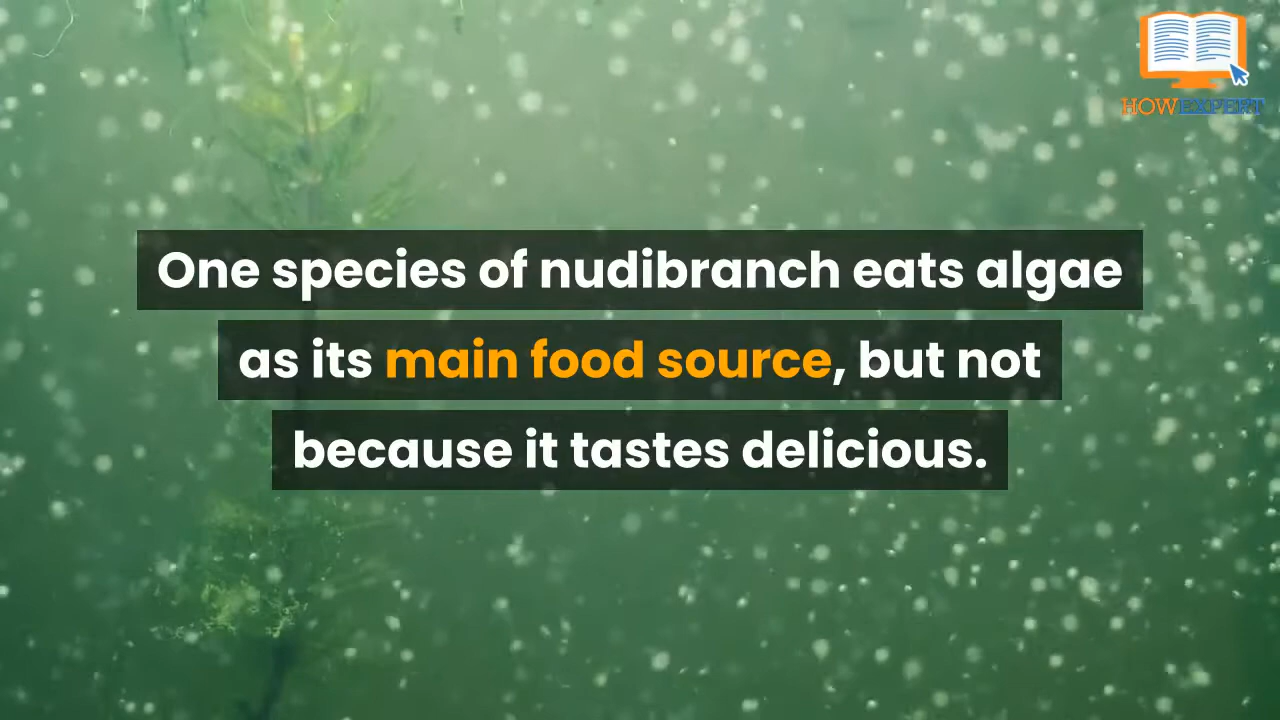 HOWEXPERT
One species of nudibranch eats algae
as its main food source, but not
because it tastes delicious.